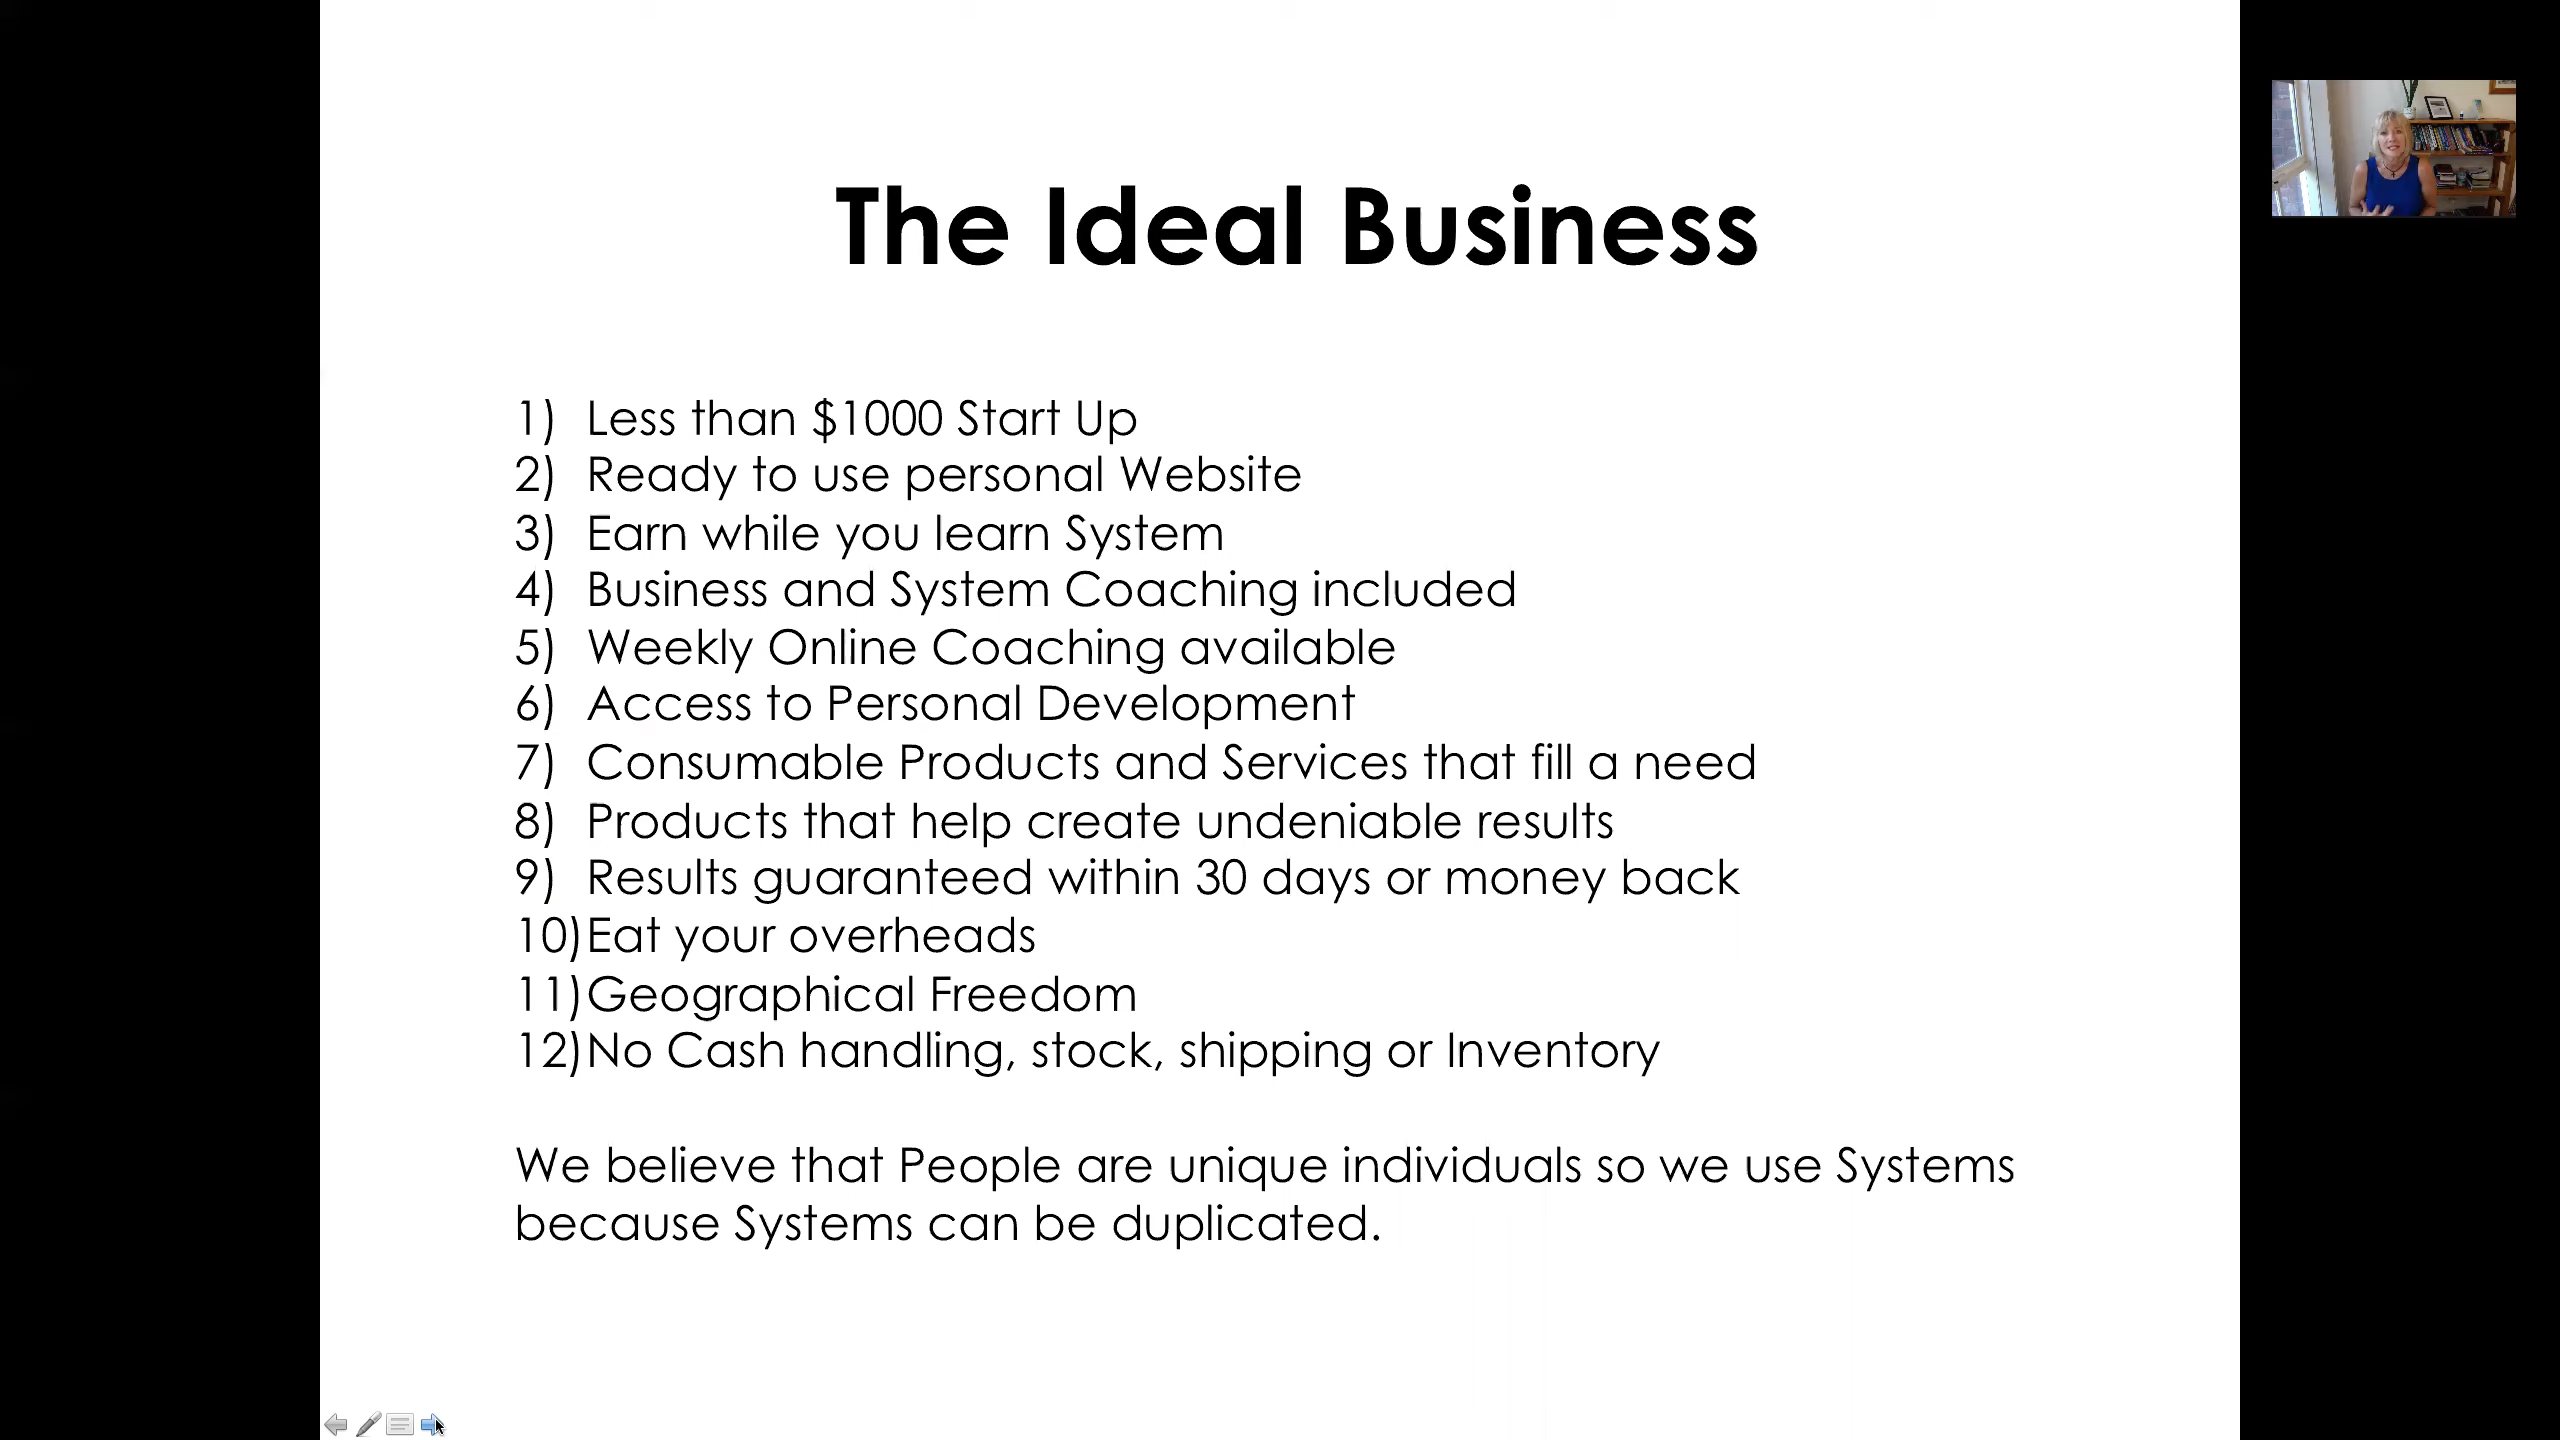 The Ideal Business
1) Less than $1000 Start Up
2) Ready to use personal Website
3) Earn while you learn System
4) Business and System Coaching included
5) Weekly Online Coaching available
6) Access to Personal Development
7) Consumable Products and Services that fill a need
8) Products that help create undeniable results
9) Results guaranteed within 30 days or money back
10)Eat your overheads
11)Geographical Freedom
12)No Cash handling, stock, shipping or Inventory
We believe that People are unique individuals so we use Systems
because Systems can be duplicated.